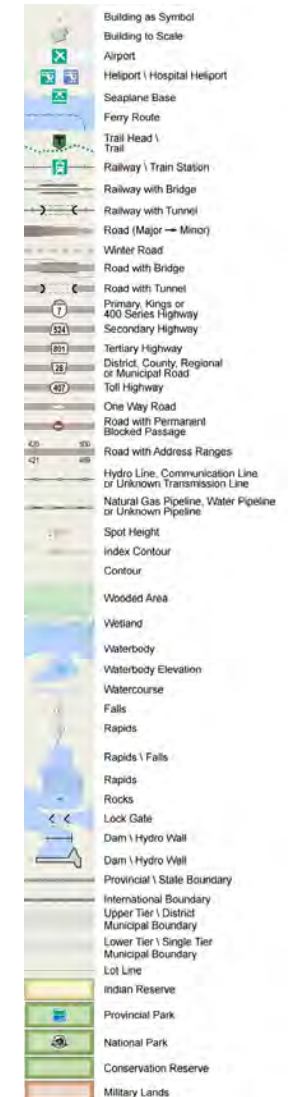 Building as Symbol
Building to Scale
Airport
Heliport \ Hospital Heliport
Seaplane Base
Ferry Route
Trail Head \
Trail
Railway \ Train Station
Railway with Bridge
Railway with Tunnel
Road (Major → Minor)
Winter Road
Road with Bridge
Road with Tunnel
7
Primary, Kings or
400 Series Highway
524
Secondary Highway
801
Tertiary Highway
28
District, County, Regional
or Municipal Road
407
Toll Highway
One Way Road
Road with Permanent
Blocked Passage
Road with Address Ranges
421
Hydro Line, Communication Line
or Unknown Transmission Line
Natural Gas Pipeline, Water Pipeline
or Unknown Pipeline
Spot Height
Index Contour
Contour
Wooded Area
Wetland
Waterbody
Waterbody Elevation
Watercourse
Falls
Rapids
Rapids \ Falls
Rapids
Rocks
Lock Gate
Dam \ Hydro Wall
Dam \ Hydro Wall
Provincial \ State Boundary
International Boundary
Upper Tier \ District
Municipal Boundary
Lower Tier \ Single Tier
Municipal Boundary
Lot Line
Indian Reserve
Provincial Park
National Park
Conservation Reserve
Military Lands